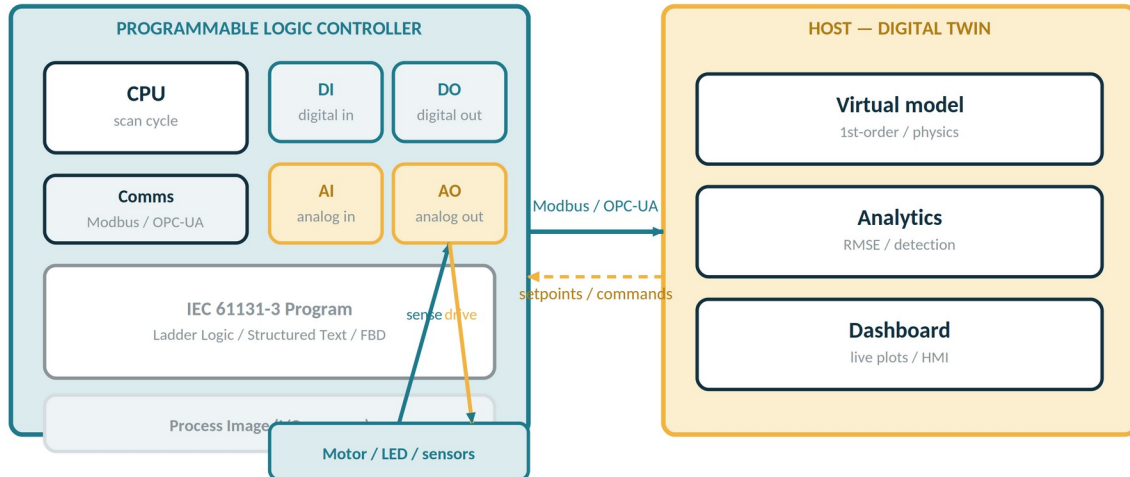 PROGRAMMABLE LOGIC CONTROLLER
CPU
scan cycle
DI
digital in
DO
digital out
Comms
Modbus / OPC-UA
AI
analog in
AO
analog out
IEC 61131-3 Program
Ladder Logic / Structured Text / FBD
sense
drive
Process Image
Motor / LED / sensors
Modbus / OPC-UA
setpoints / commands
HOST — DIGITAL TWIN
Virtual model
1st-order / physics
Analytics
RMSE / detection
Dashboard
live plots / HMI